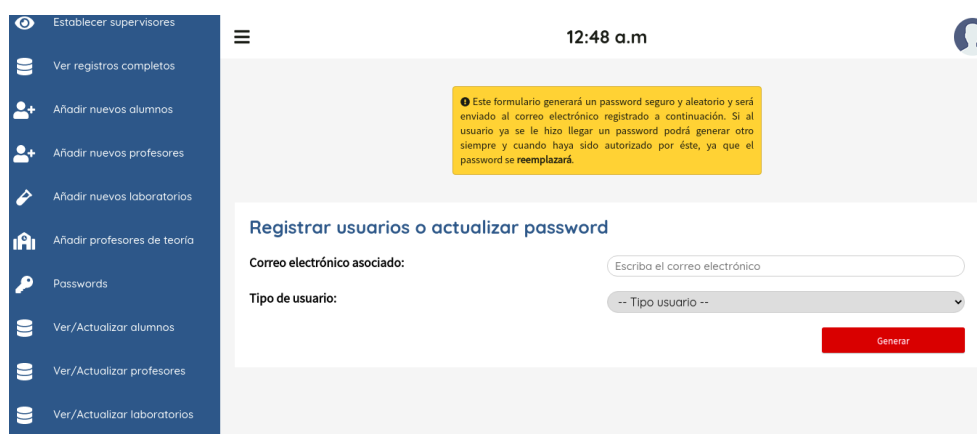 Establecer supervisores
Ver registros completos
Añadir nuevos alumnos
Añadir nuevos profesores
Añadir nuevos laboratorios
Añadir profesores de teoría
Passwords
Ver/Actualizar alumnos
Ver/Actualizar profesores
Ver/Actualizar laboratorios
12:48 a.m
Este formulario generará un password seguro y aleatorio y será
enviado al correo electrónico registrado a continuación. Si al
usuario ya se le hizo llegar un password podrá generar otro
siempre y cuando haya sido autorizado por éste, ya que el
password se reemplazará.
Registrar usuarios o actualizar password
Correo electrónico asociado:
Escriba el correo electrónico
Tipo de usuario:
-- Tipo usuario --
Generar